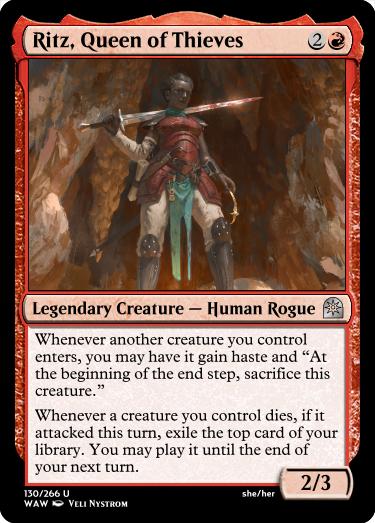 Ritz, Queen of Thieves 2
Legendary Creature — Human Rogue
Whenever another creature you control
enters, you may have it gain haste and “At
the beginning of the end step, sacrifice this
creature.”
Whenever a creature you control dies, if it
attacked this turn, exile the top card of your
library. You may play it until the end of
your next turn.
2/3
130/266 U she/her
WAW Veli Nystrom